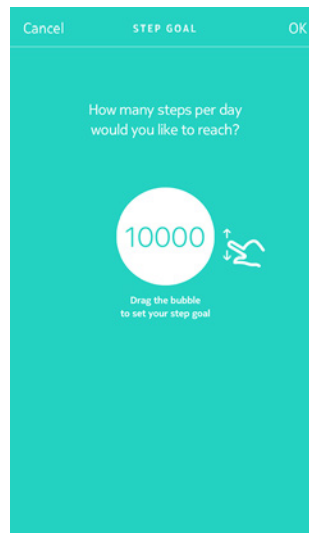 Cancel STEP GOAL OK
How many steps per day
would you like to reach?
10000
Drag the bubble
to set your step goal